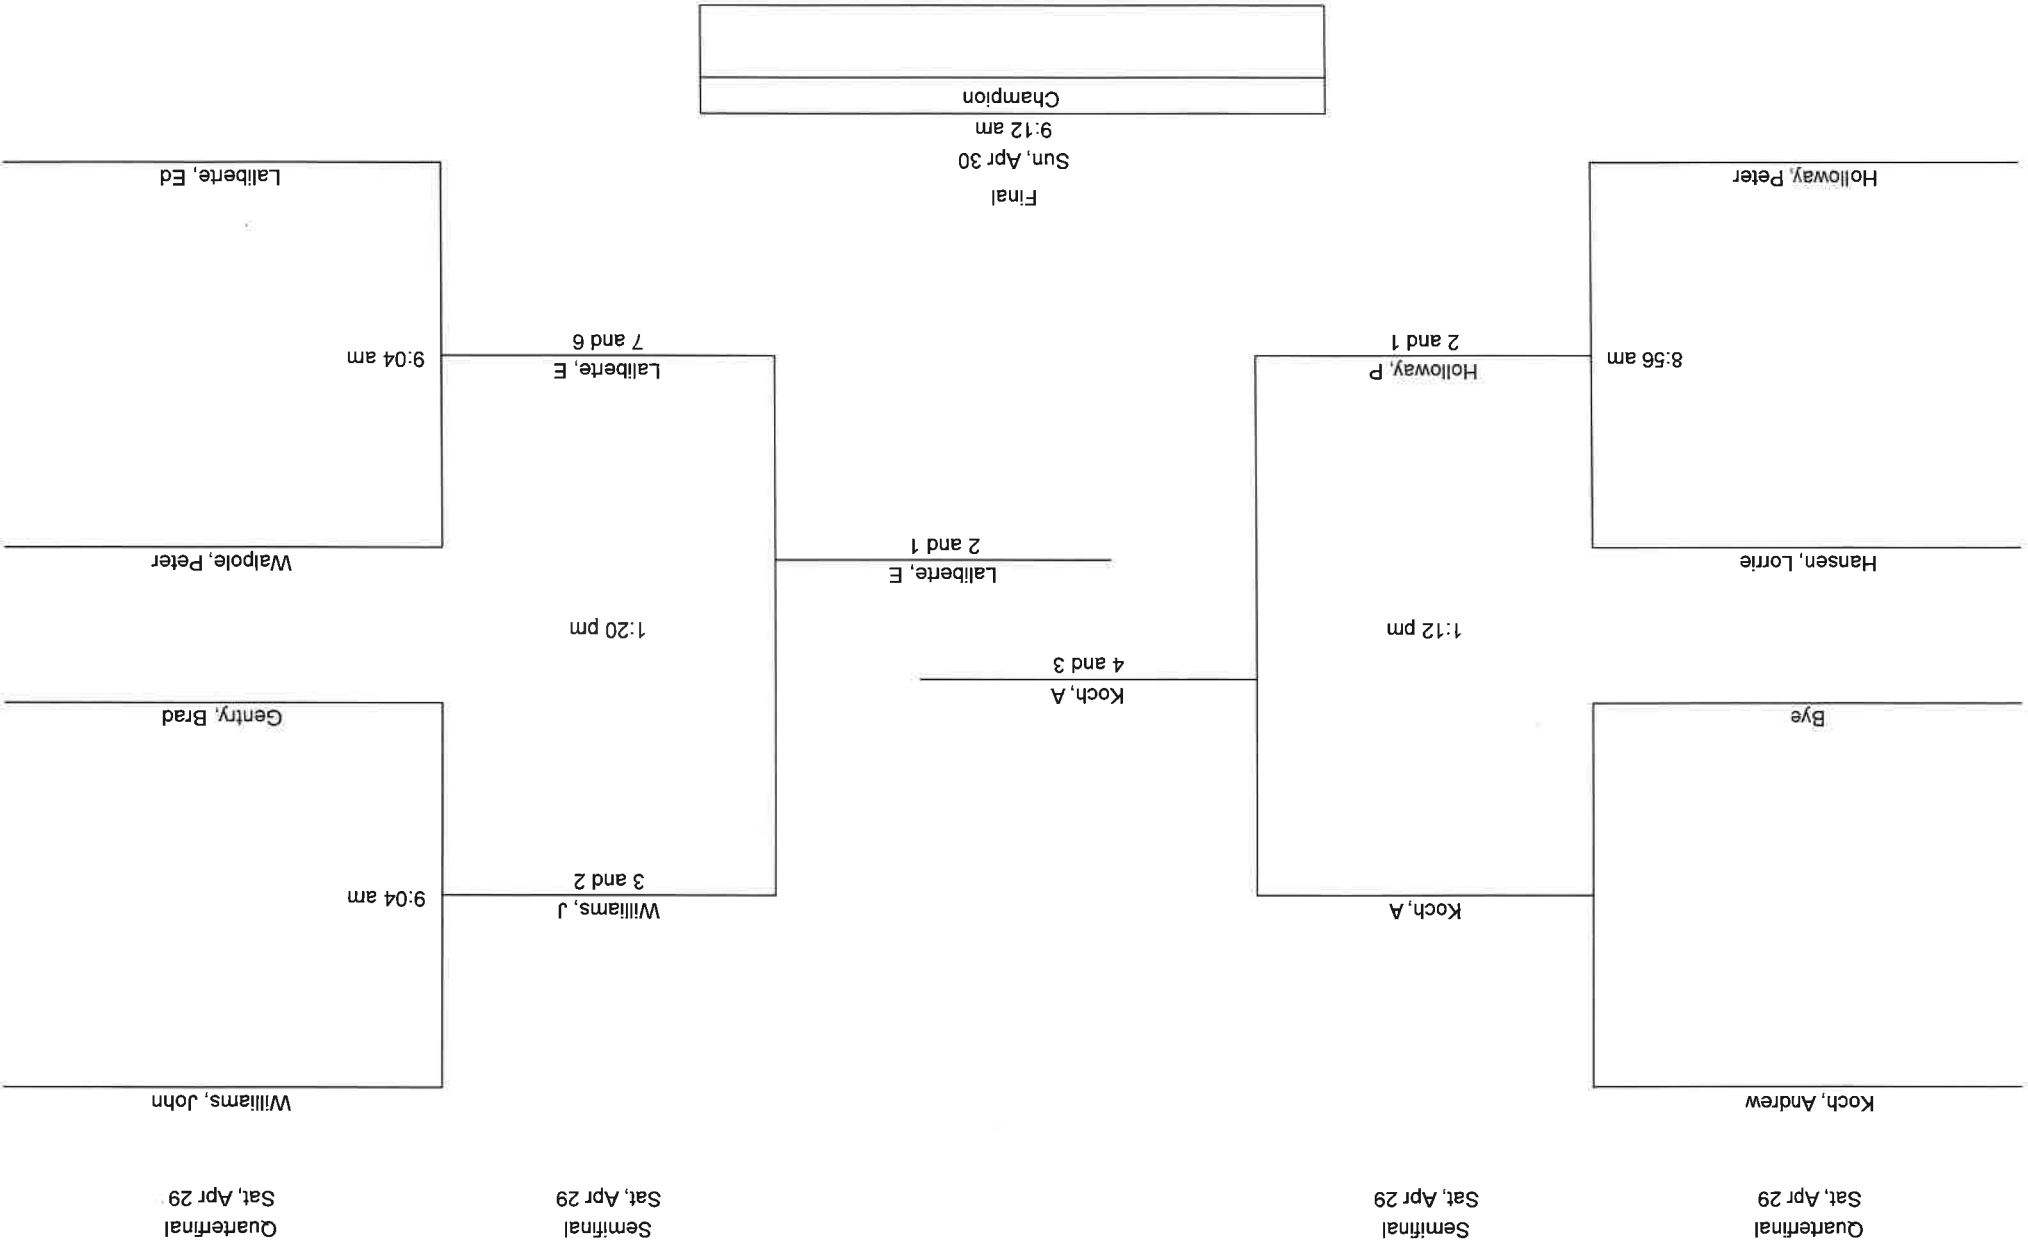 Quarterfinal
Sat, Apr 29
Semifinal
Sat, Apr 29
Semifinal
Sat, Apr 29
Quarterfinal
Sat, Apr 29
Koch, Andrew
Koch, A
Bye
1:12 pm
Hansen, Lorrie
8:56 am
Holloway, P
2 and 1
Holloway, Peter
Koch, A
4 and 3
Laliberte, E
2 and 1
Williams, John
9:04 am
Williams, J
3 and 2
Gentry, Brad
1:20 pm
Walpole, Peter
9:04 am
Laliberte, E
7 and 6
Laliberte, Ed
Final
Sun, Apr 30
9:12 am
Champion